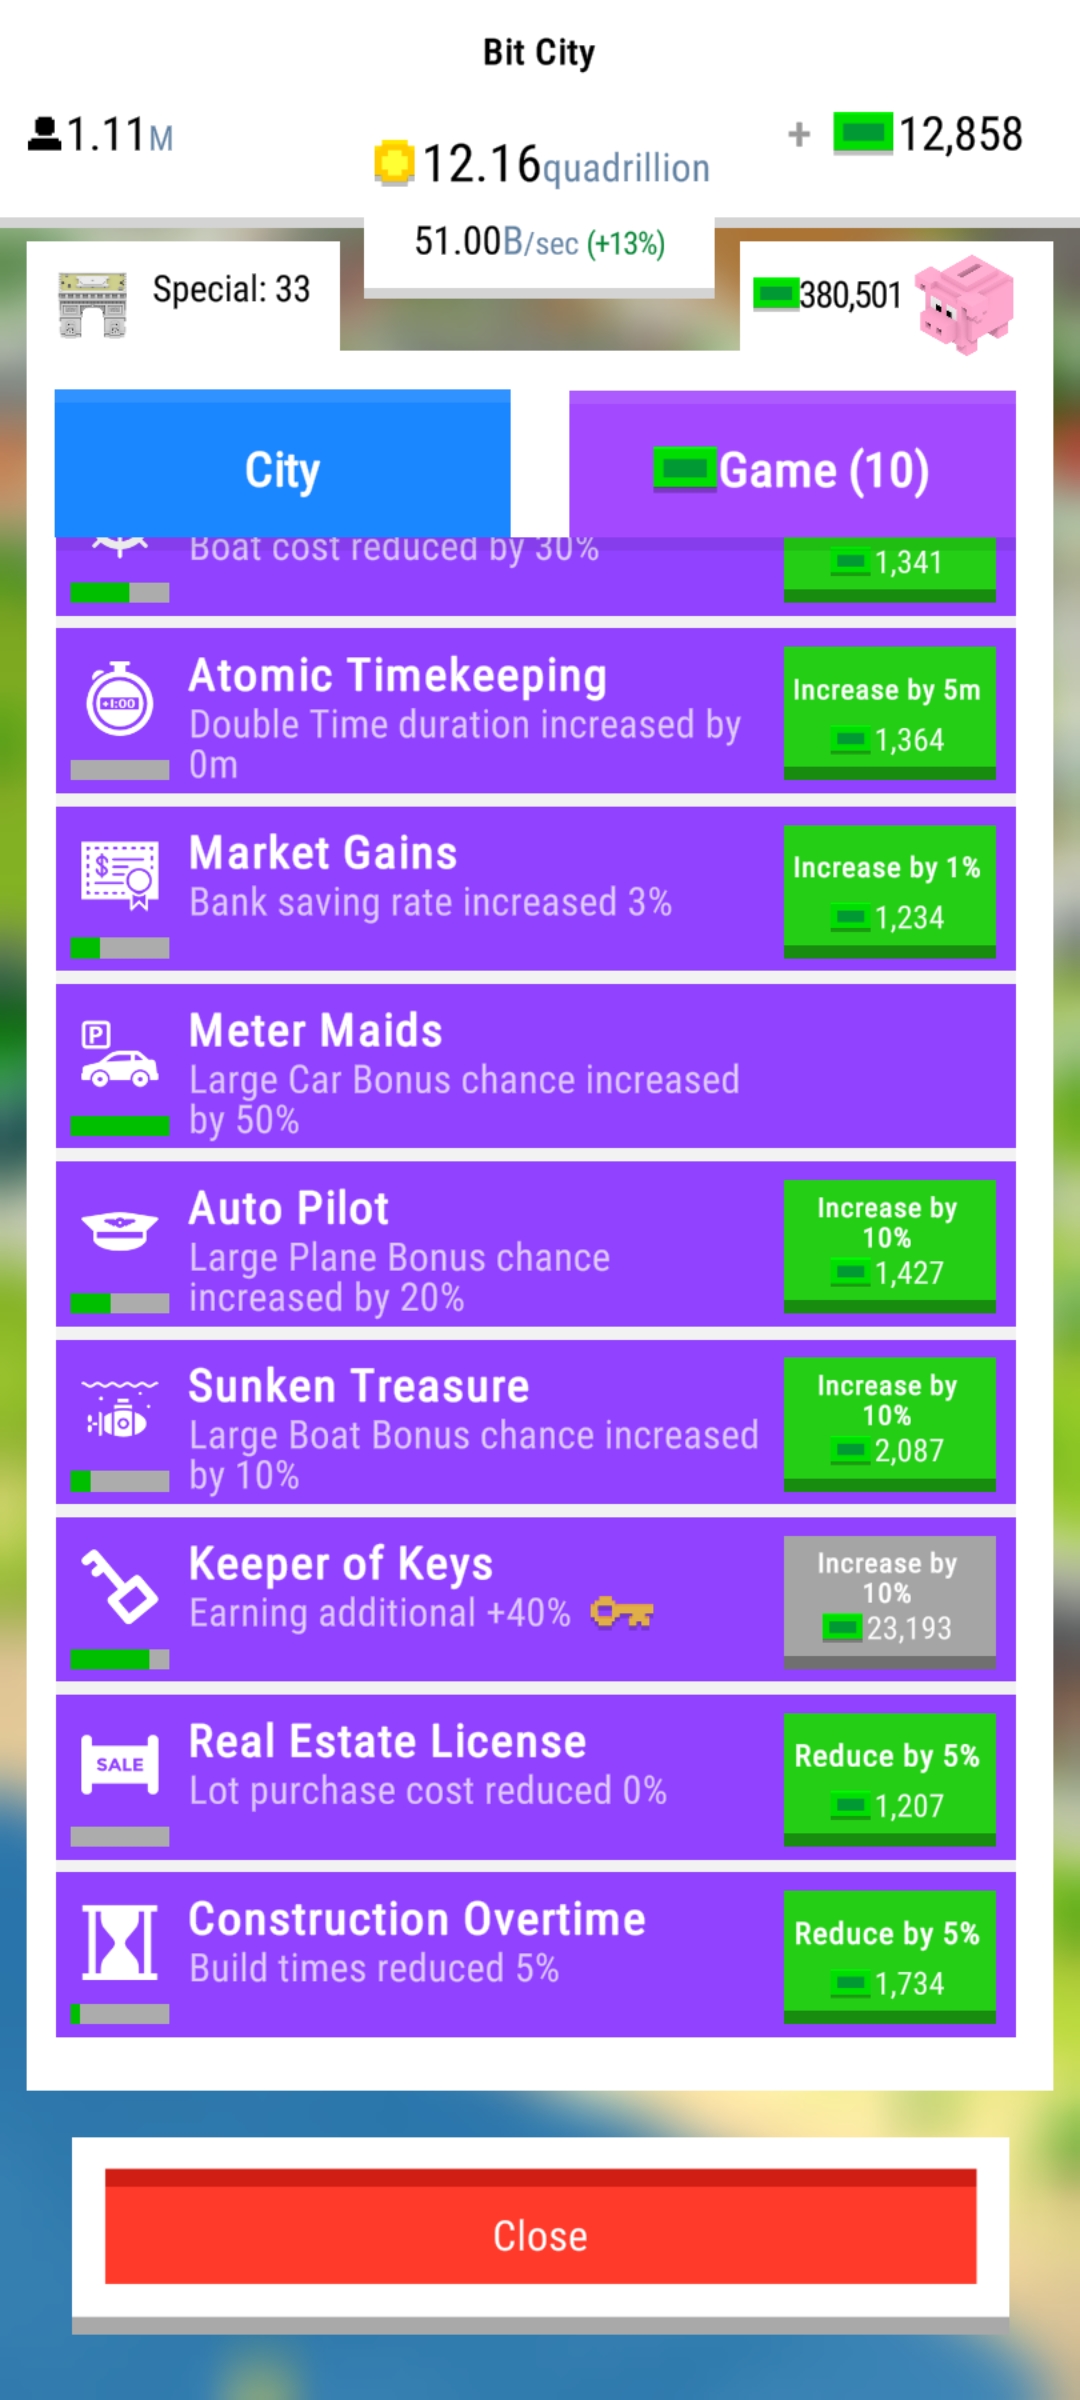 Bit City
1.11M
12.16quadrillion
+ 12,858
51.00B/sec (+13%)
Special: 33
380,501
City
Game (10)
Boat cost reduced by 30%
1,341
Atomic Timekeeping
Double Time duration increased by
0m
Increase by 5m
1,364
Market Gains
Bank saving rate increased 3%
Increase by 1%
1,234
Meter Maids
Large Car Bonus chance increased
by 50%
Auto Pilot
Large Plane Bonus chance
increased by 20%
Increase by
10%
1,427
Sunken Treasure
Large Boat Bonus chance increased
by 10%
Increase by
10%
2,087
Keeper of Keys
Earning additional +40%
Increase by
10%
23,193
SALE
Real Estate License
Lot purchase cost reduced 0%
Reduce by 5%
1,207
Construction Overtime
Build times reduced 5%
Reduce by 5%
1,734
Close